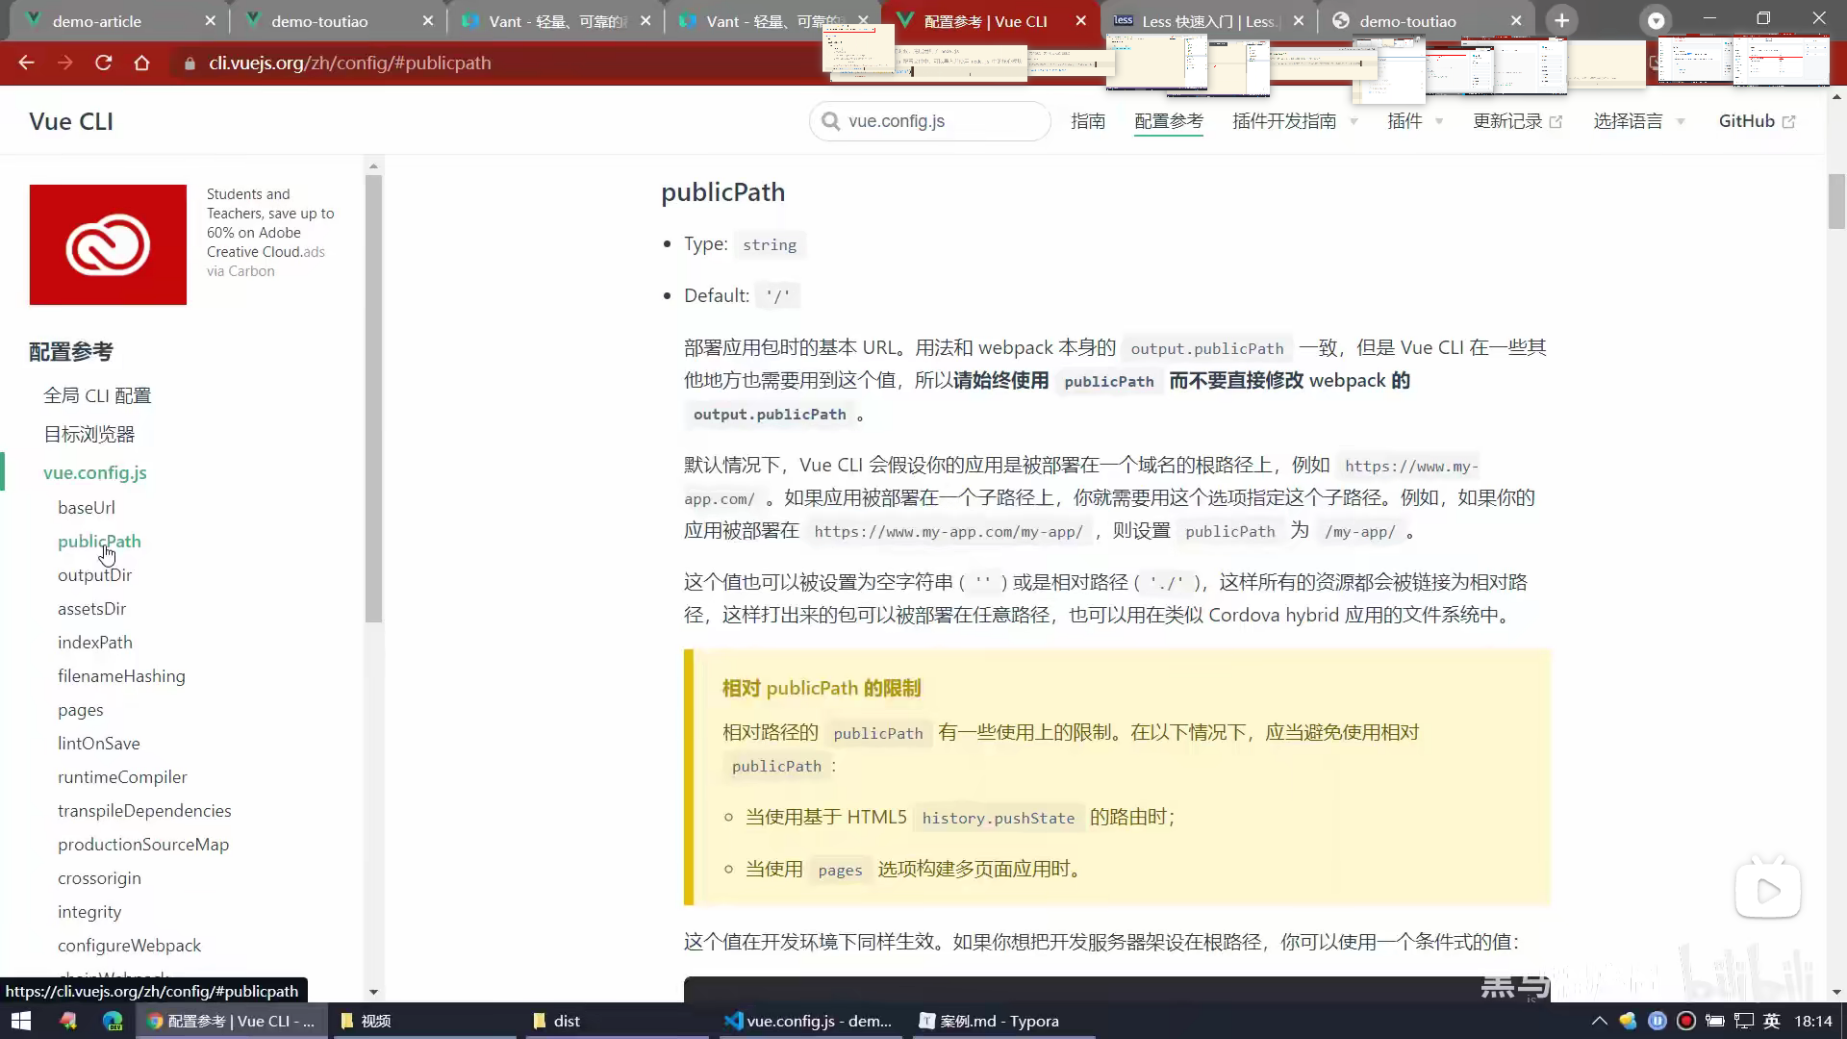 demo-article
demo-toutiao
Vant - 轻量、可靠的
Vant - 轻量、可靠的
配置参考 | Vue CLI
Less 快速入门 | Less.
demo-toutiao
cli.vuejs.org/zh/config/#publicpath
Vue CLI
vue.config.js
指南
配置参考
插件开发指南
插件
更新记录
选择语言
GitHub
Students and
Teachers, save up to
60% on Adobe
Creative Cloud.ads
via Carbon
配置参考
全局 CLI 配置
目标浏览器
vue.config.js
baseUrl
publicPath
outputDir
assetsDir
indexPath
filenameHashing
pages
lintOnSave
runtimeCompiler
transpileDependencies
productionSourceMap
crossorigin
integrity
configureWebpack
chainWebpack
https://cli.vuejs.org/zh/config/#publicpath
publicPath
Type: string
Default: '/'
部署应用包时的基本 URL。用法和 webpack 本身的 output.publicPath 一致，但是 Vue CLI 在一些其
他地方也需要用到这个值，所以请始终使用 publicPath 而不要直接修改 webpack 的
output.publicPath 。
默认情况下，Vue CLI 会假设你的应用是被部署在一个域名的根路径上，例如 https://www.my-
app.com/ 。如果应用被部署在一个子路径上，你就需要用这个选项指定这个子路径。例如，如果你的
应用被部署在 https://www.my-app.com/my-app/ ，则设置 publicPath 为 /my-app/ 。
这个值也可以被设置为空字符串 ( '' ) 或是相对路径 ( './' )，这样所有的资源都会被链接为相对路
径，这样打出来的包可以被部署在任意路径，也可以用在类似 Cordova hybrid 应用的文件系统中。
相对 publicPath 的限制
相对路径的 publicPath 有一些使用上的限制。在以下情况下，应当避免使用相对
publicPath：
当使用基于 HTML5 history.pushState 的路由时；
当使用 pages 选项构建多页面应用时。
这个值在开发环境下同样生效。如果你想把开发服务器架设在根路径，你可以使用一个条件式的值：
bilibili
配置参考 | Vue CLI - ...
视频
dist
vue.config.js - dem...
案例.md - Typora
英
18:14